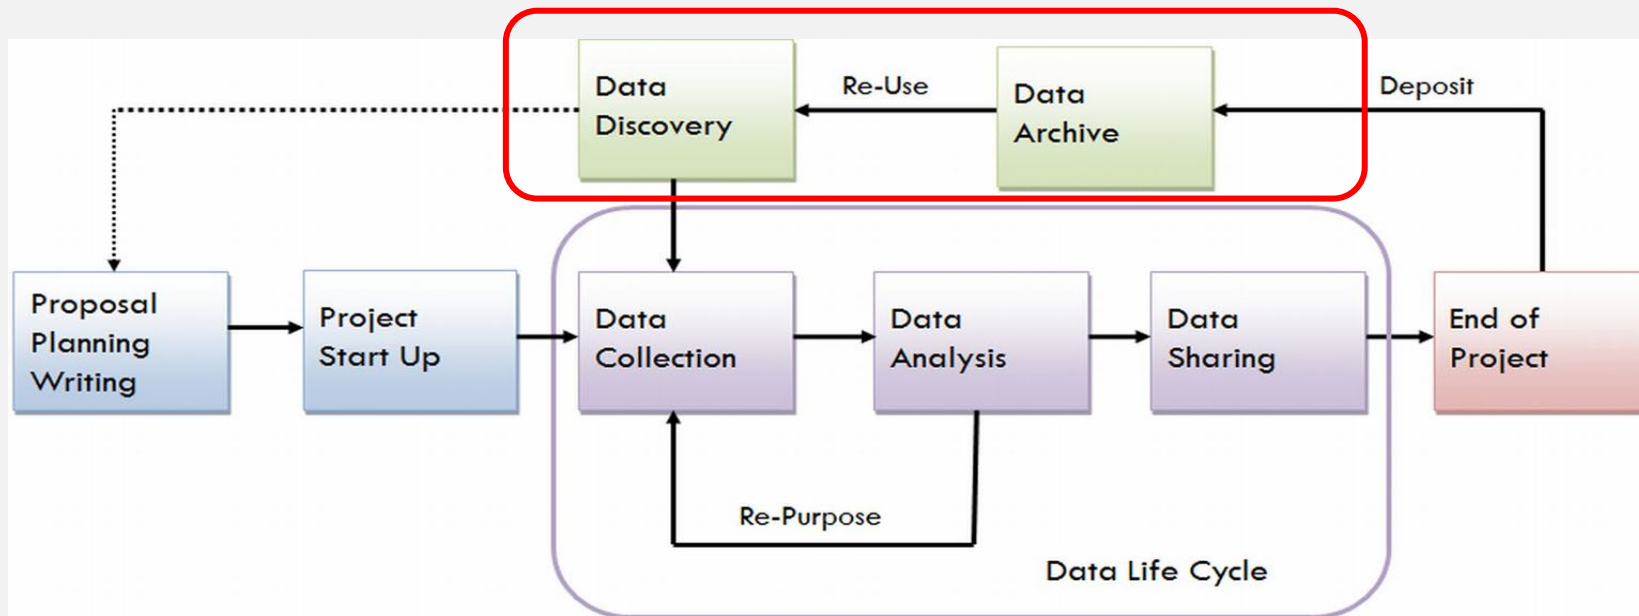 Data
Discovery
Re-Use
Data
Archive
Deposit
Proposal
Planning
Writing
Project
Start Up
Data
Collection
Data
Analysis
Data
Sharing
End of
Project
Re-Purpose
Data Life Cycle